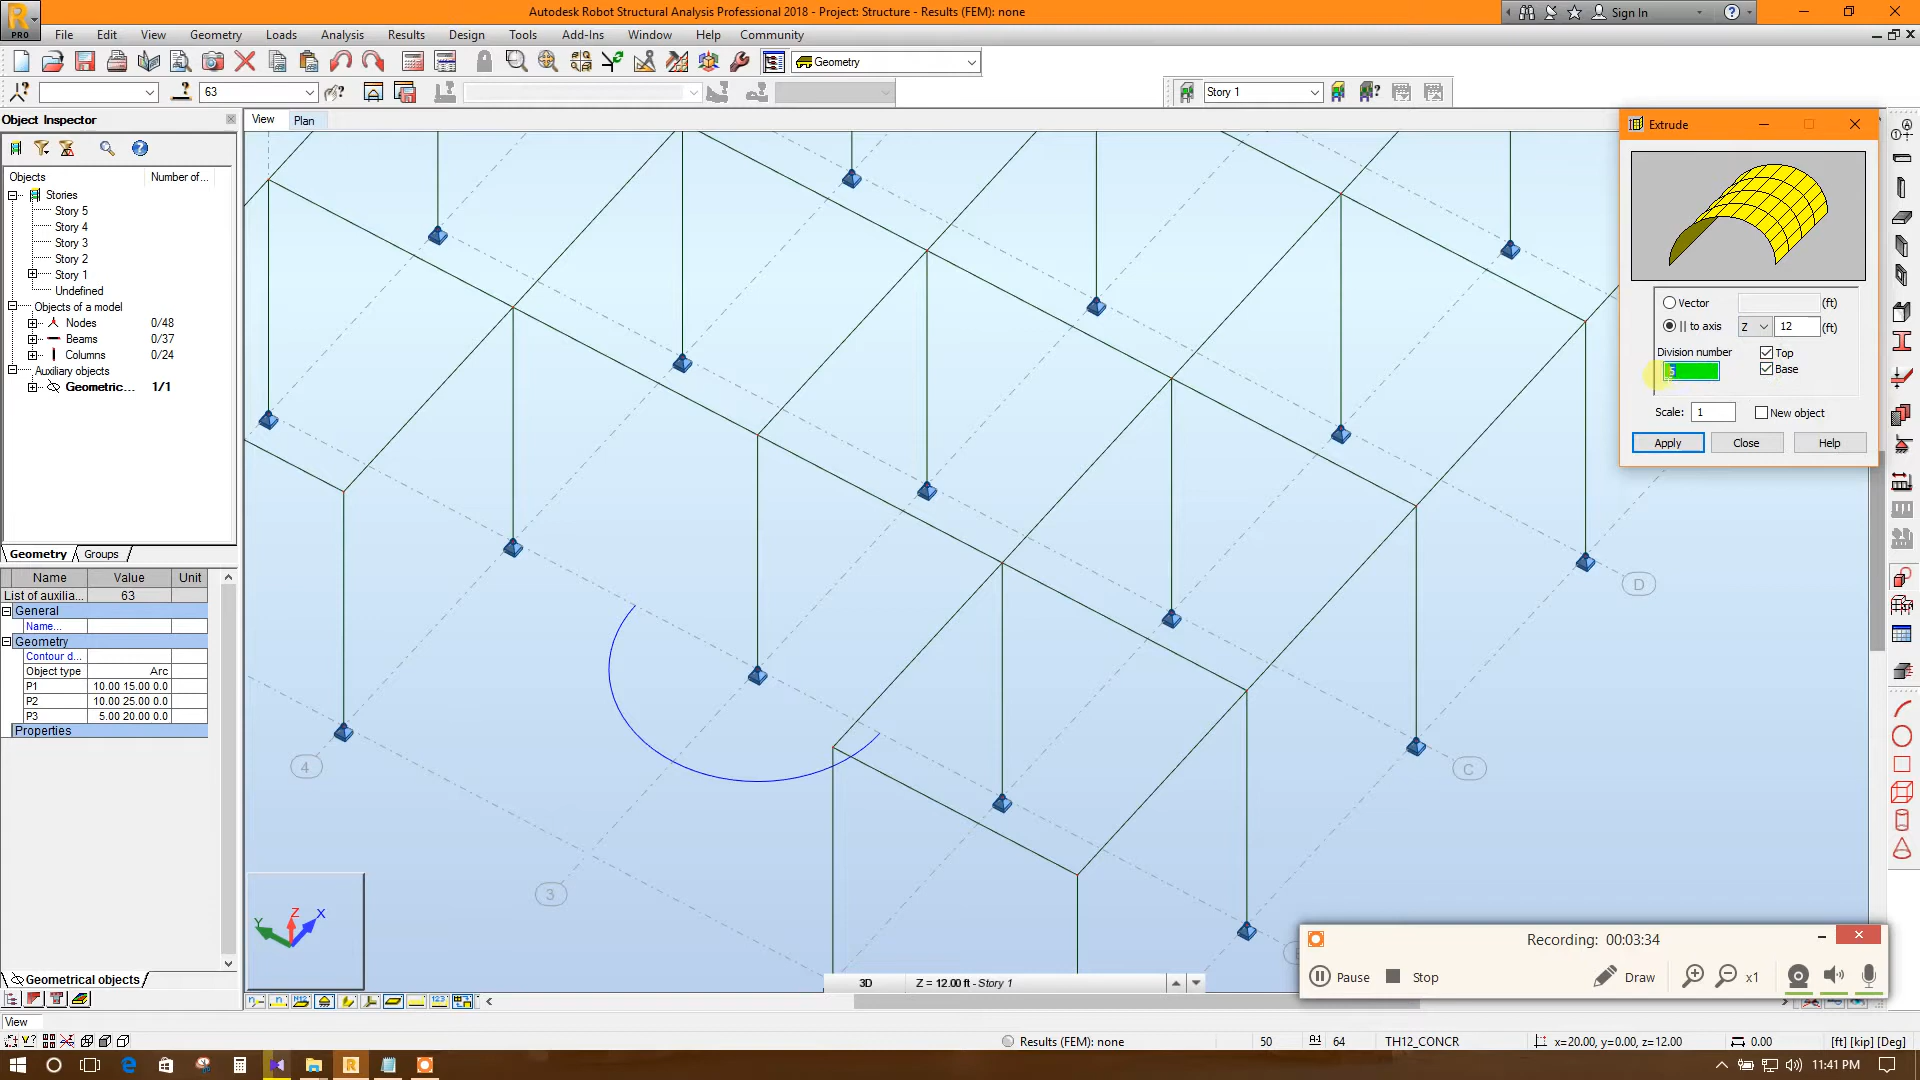 Autodesk Robot Structural Analysis Professional 2018 - Project: Structure - Results (FEM): none
Sign In
PRO
File Edit View Geometry Loads Analysis Results Design Tools Add-Ins Window Help Community
Geometry
63
Story 1
Object Inspector
View Plan
Extrude
Objects Number of...
Stories
Story 5
Story 4
Story 3
Story 2
Story 1
Undefined
Objects of a model
Nodes 0/48
Beams 0/37
Columns 0/24
Auxiliary objects
Geometric... 1/1
Vector (ft)
|| to axis Z 12 (ft)
Division number Top
5 Base
Scale: 1 New object
Apply Close Help
Geometry Groups
Name Value Unit
List of auxilia... 63
General
Name...
Geometry
Contour d...
Object type Arc
P1 10.00 15.00 0.0
P2 10.00 25.00 0.0
P3 5.00 20.00 0.0
Properties
D
C
4
3
Z
X
Y
Recording: 00:03:34
Pause Stop Draw x1
Geometrical objects
3D Z = 12.00 ft - Story 1
View
Results (FEM): none 50 64 TH12_CONCR x=20.00, y=0.00, z=12.00 0.00 [ft] [kip] [Deg]
11:41 PM